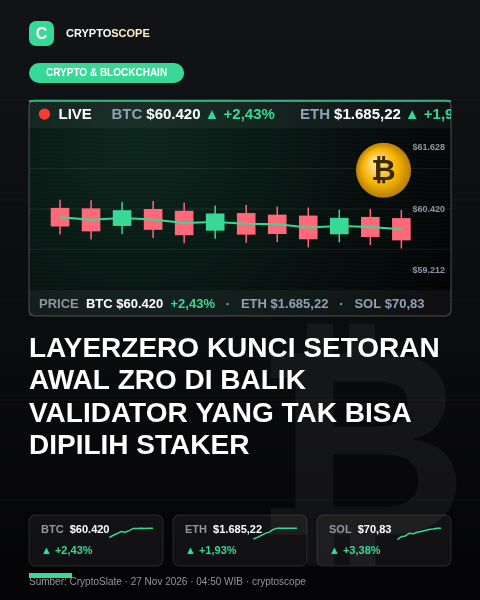 C CRYPTOSCOPE
CRYPTO & BLOCKCHAIN
LIVE BTC $60.420 ▲ +2,43% ETH $1.685,22 ▲ +1,9
$61.628
₿
$60.420
$59.212
PRICE BTC $60.420 +2,43% · ETH $1.685,22 · SOL $70,83
LAYERZERO KUNCI SETORAN
AWAL ZRO DI BALIK
VALIDATOR YANG TAK BISA
DIPILIH STAKER
BTC $60.420 ETH $1.685,22 SOL $70,83
▲ +2,43% ▲ +1,93% ▲ +3,38%
Sumber: CryptoSlate · 27 Nov 2026 · 04:50 WIB · cryptoscope